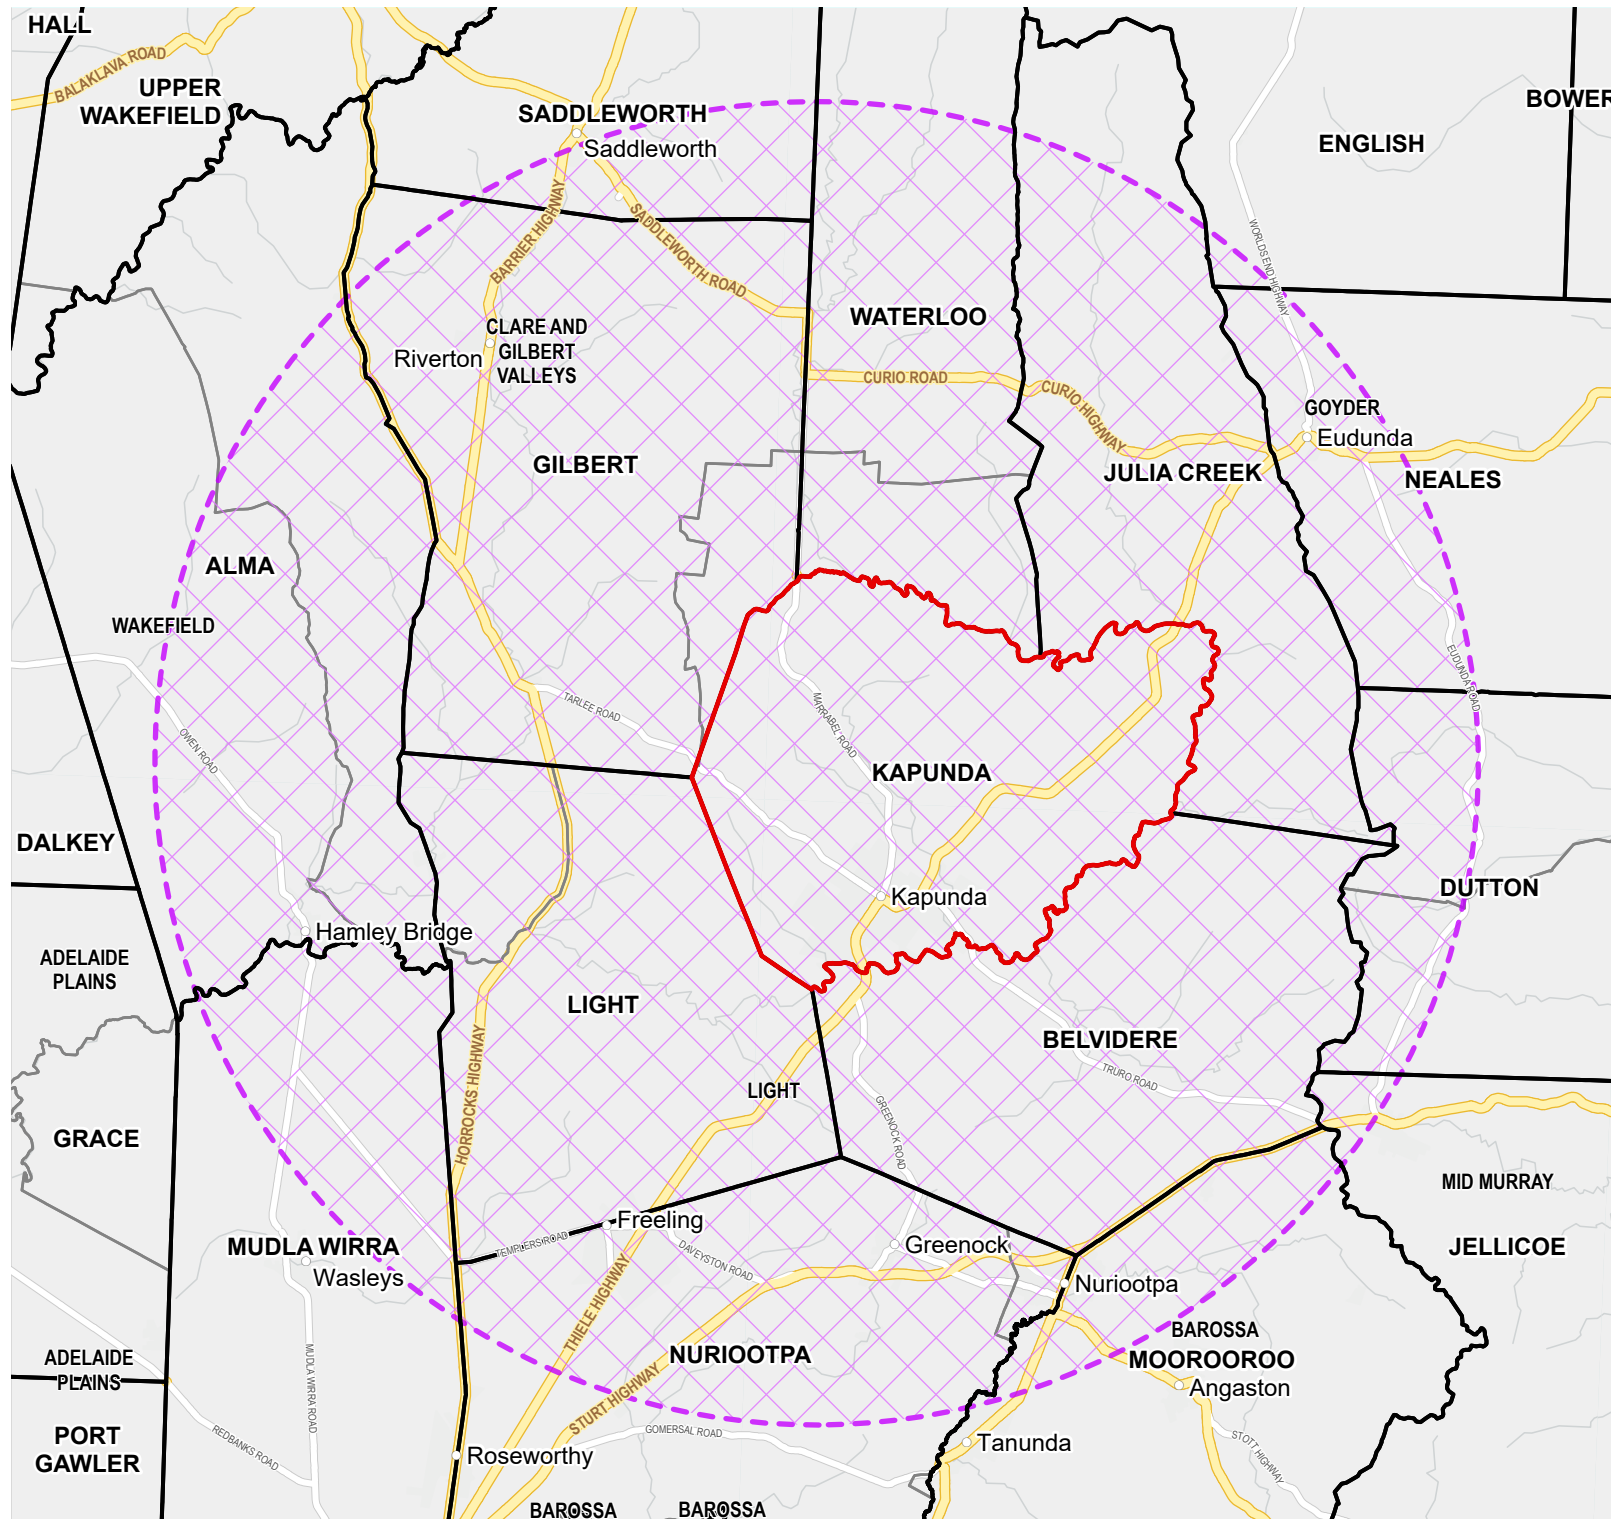 HALL
BALAKLAVA ROAD
UPPER
WAKEFIELD
SADDLEWORTH
Saddleworth
BOWER
ENGLISH
BARRIER HIGHWAY
SADDLEWORTH ROAD
WORLDS END HIGHWAY
WATERLOO
CLARE AND
GILBERT
VALLEYS
Riverton
CURIO ROAD
CURIO HIGHWAY
GOYDER
Eudunda
GILBERT
JULIA CREEK
NEALES
ALMA
WAKEFIELD
EUDUNDA ROAD
TARLEE ROAD
MARRABEL ROAD
OWEN ROAD
KAPUNDA
DALKEY
Kapunda
DUTTON
Hamley Bridge
ADELAIDE
PLAINS
LIGHT
BELVIDERE
HORROCKS HIGHWAY
LIGHT
TRURO ROAD
GREENOCK ROAD
GRACE
MID MURRAY
Freeling
TEMPLERS ROAD
MUDLA WIRRA
Wasleys
DAVEYSTON ROAD
Greenock
JELLICOE
Nuriootpa
THIELE HIGHWAY
BAROSSA
MOOROOROO
Angaston
NURIOOTPA
ADELAIDE
PLAINS
MUDLA WIRRA ROAD
STURT HIGHWAY
PORT
GAWLER
REDBANKS ROAD
GOMERSAL ROAD
Tanunda
STOTT HIGHWAY
Roseworthy
BAROSSA
BAROSSA